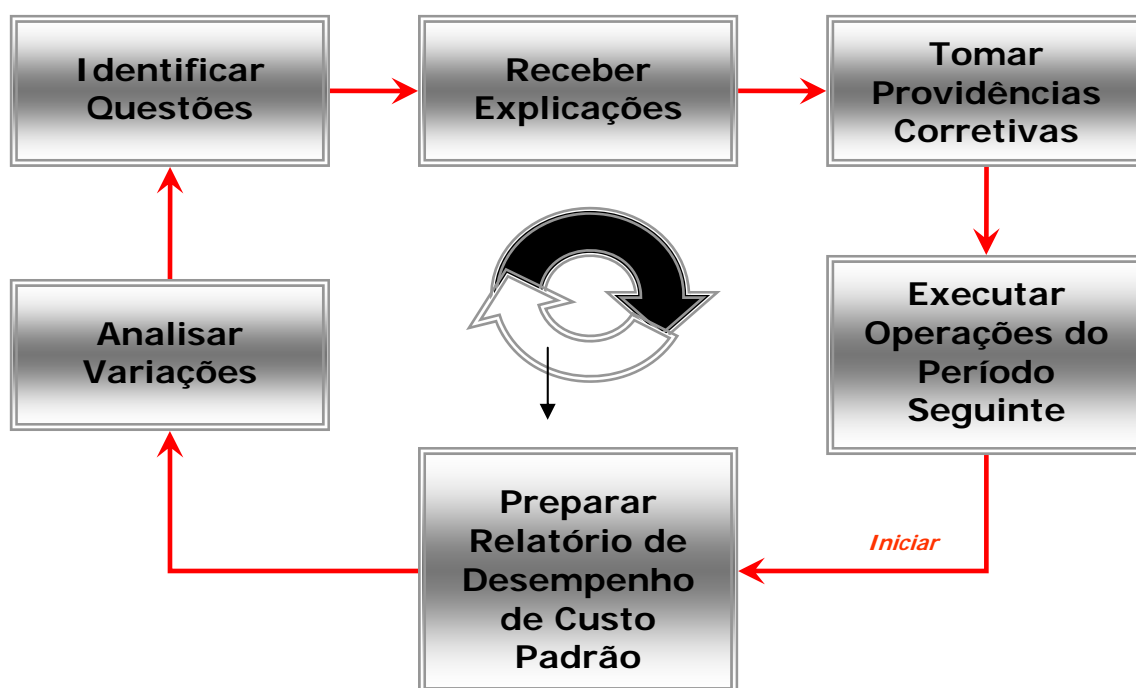 Identificar
Questões
Receber
Explicações
Tomar
Providências
Corretivas
Analisar
Variações
Executar
Operações do
Período
Seguinte
Preparar
Relatório de
Desempenho
de Custo
Padrão
Iniciar